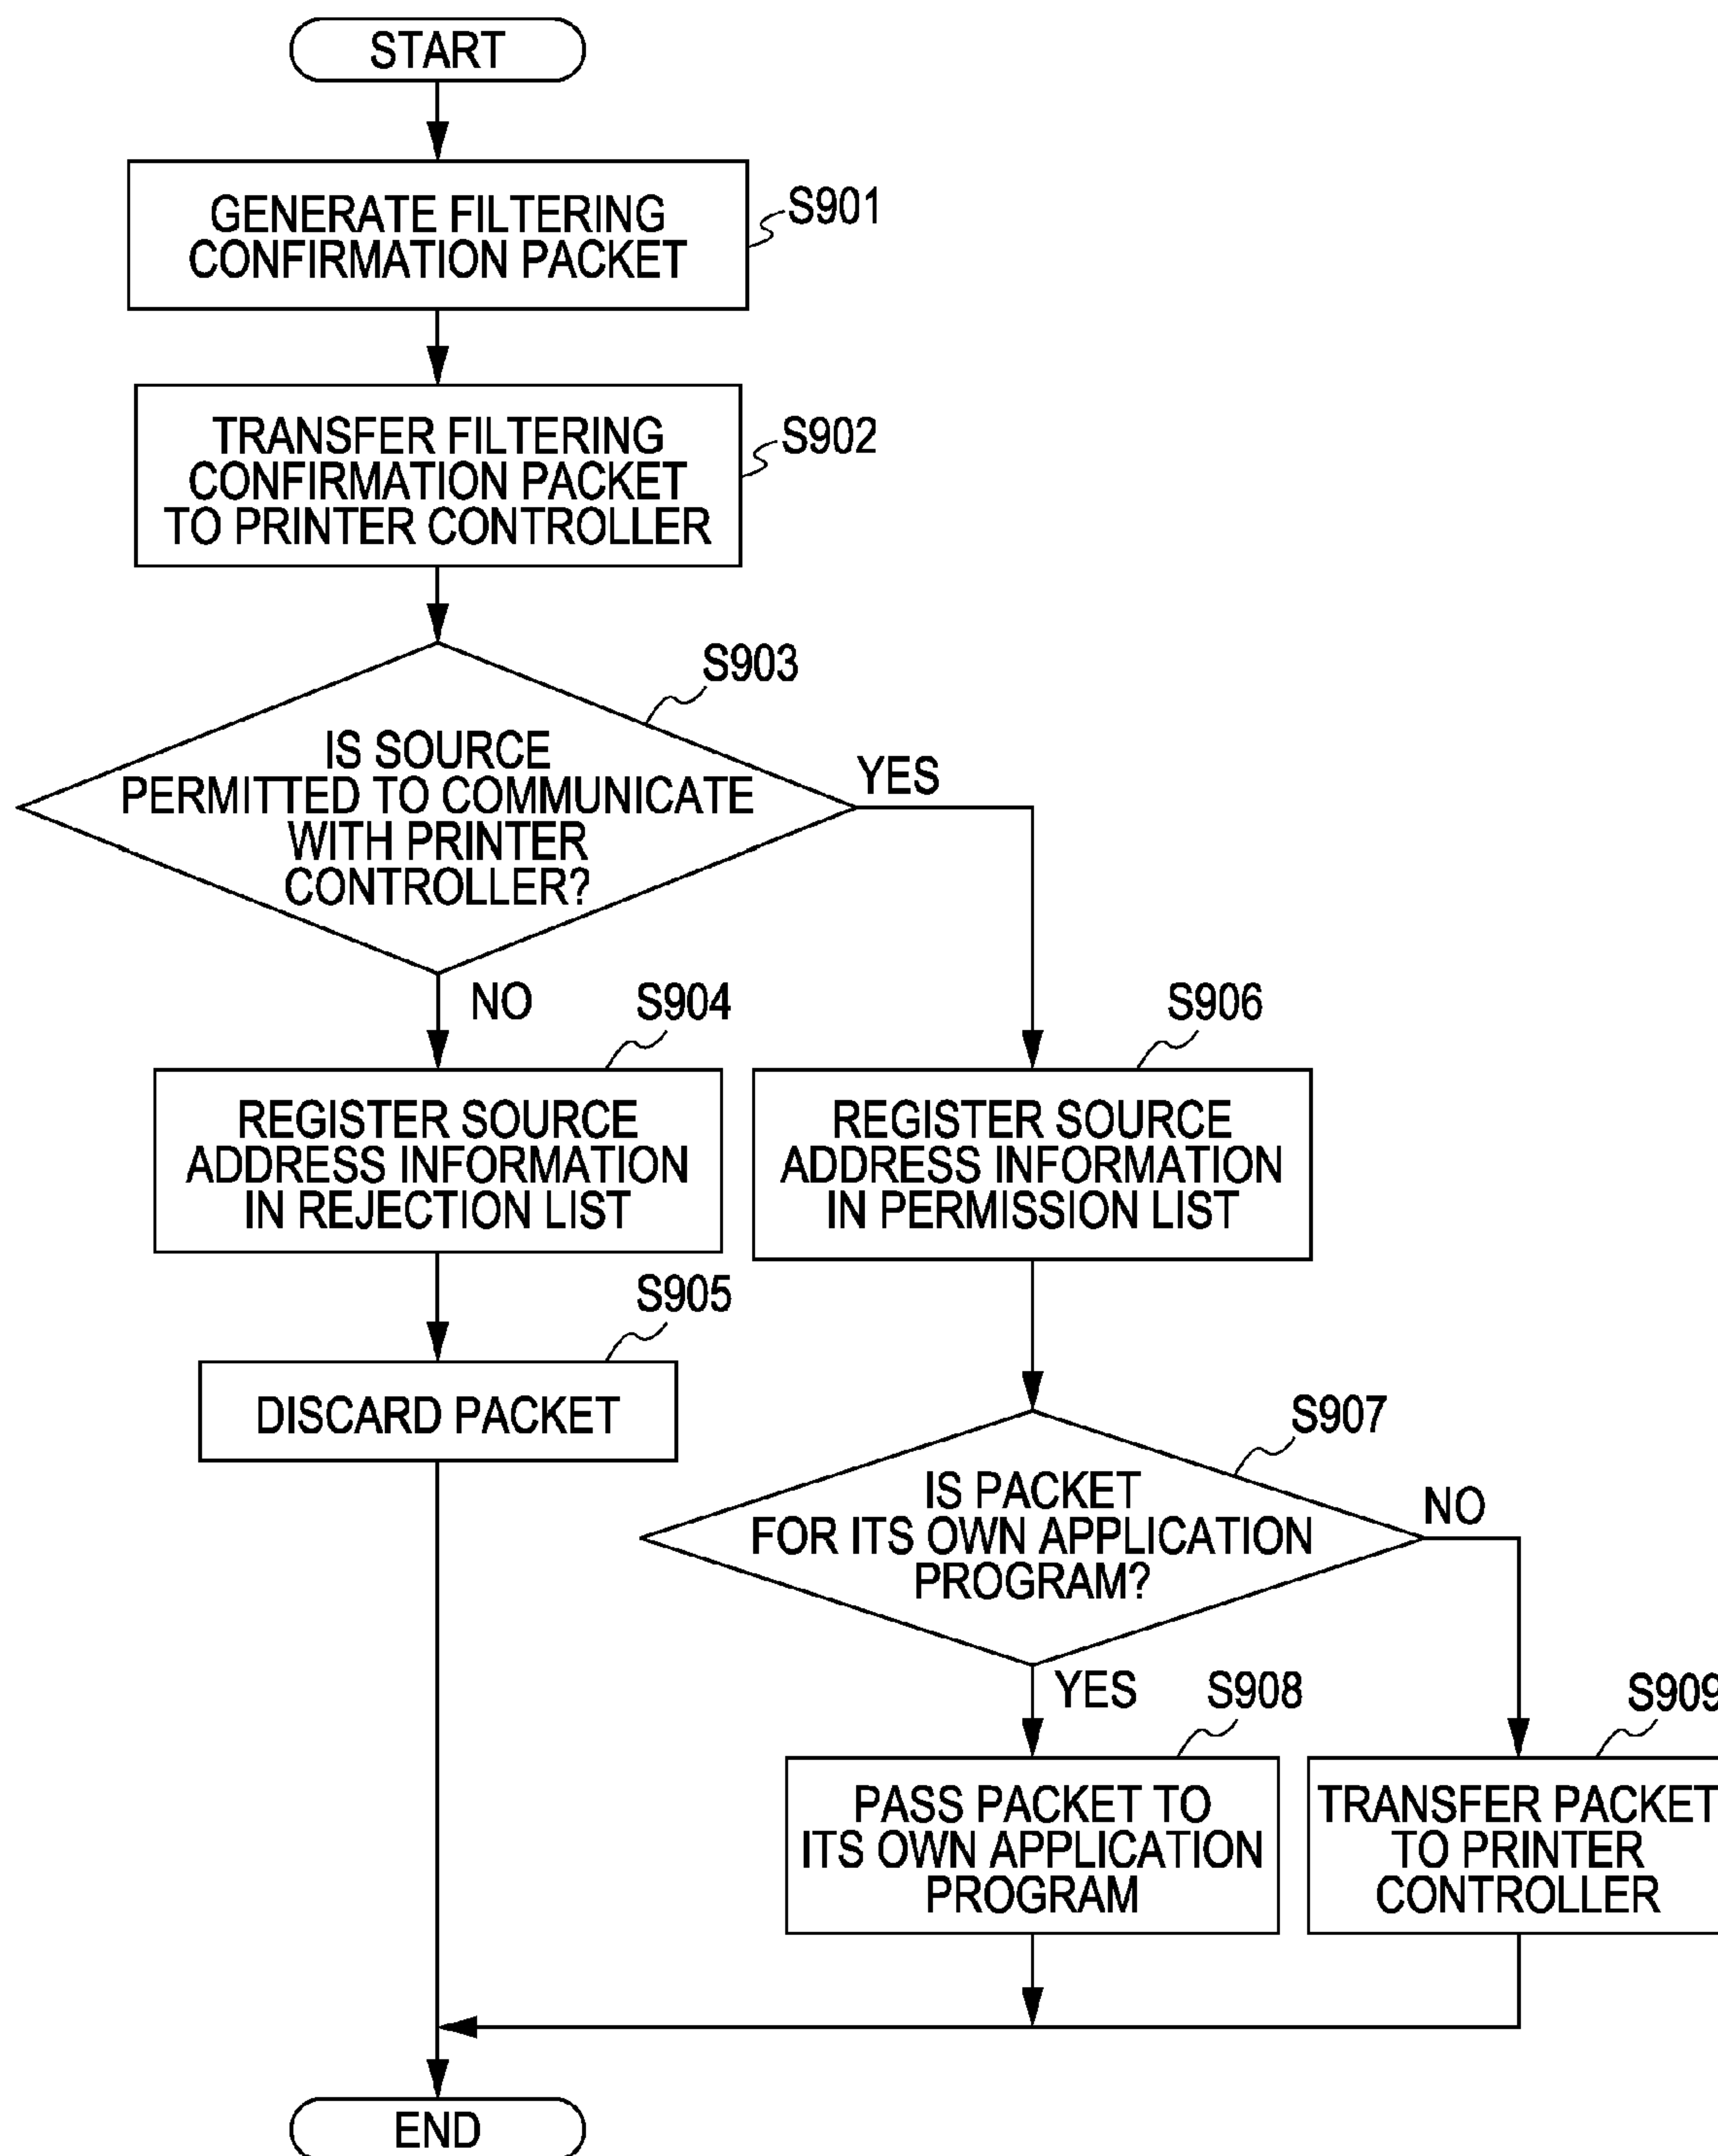 START
GENERATE FILTERING
CONFIRMATION PACKET
S901
TRANSFER FILTERING
CONFIRMATION PACKET
TO PRINTER CONTROLLER
S902
S903
IS SOURCE
PERMITTED TO COMMUNICATE
WITH PRINTER
CONTROLLER?
YES
NO
S904
REGISTER SOURCE
ADDRESS INFORMATION
IN REJECTION LIST
S906
REGISTER SOURCE
ADDRESS INFORMATION
IN PERMISSION LIST
S905
DISCARD PACKET
S907
IS PACKET
FOR ITS OWN APPLICATION
PROGRAM?
NO
YES
S908
PASS PACKET TO
ITS OWN APPLICATION
PROGRAM
S909
TRANSFER PACKET
TO PRINTER
CONTROLLER
END